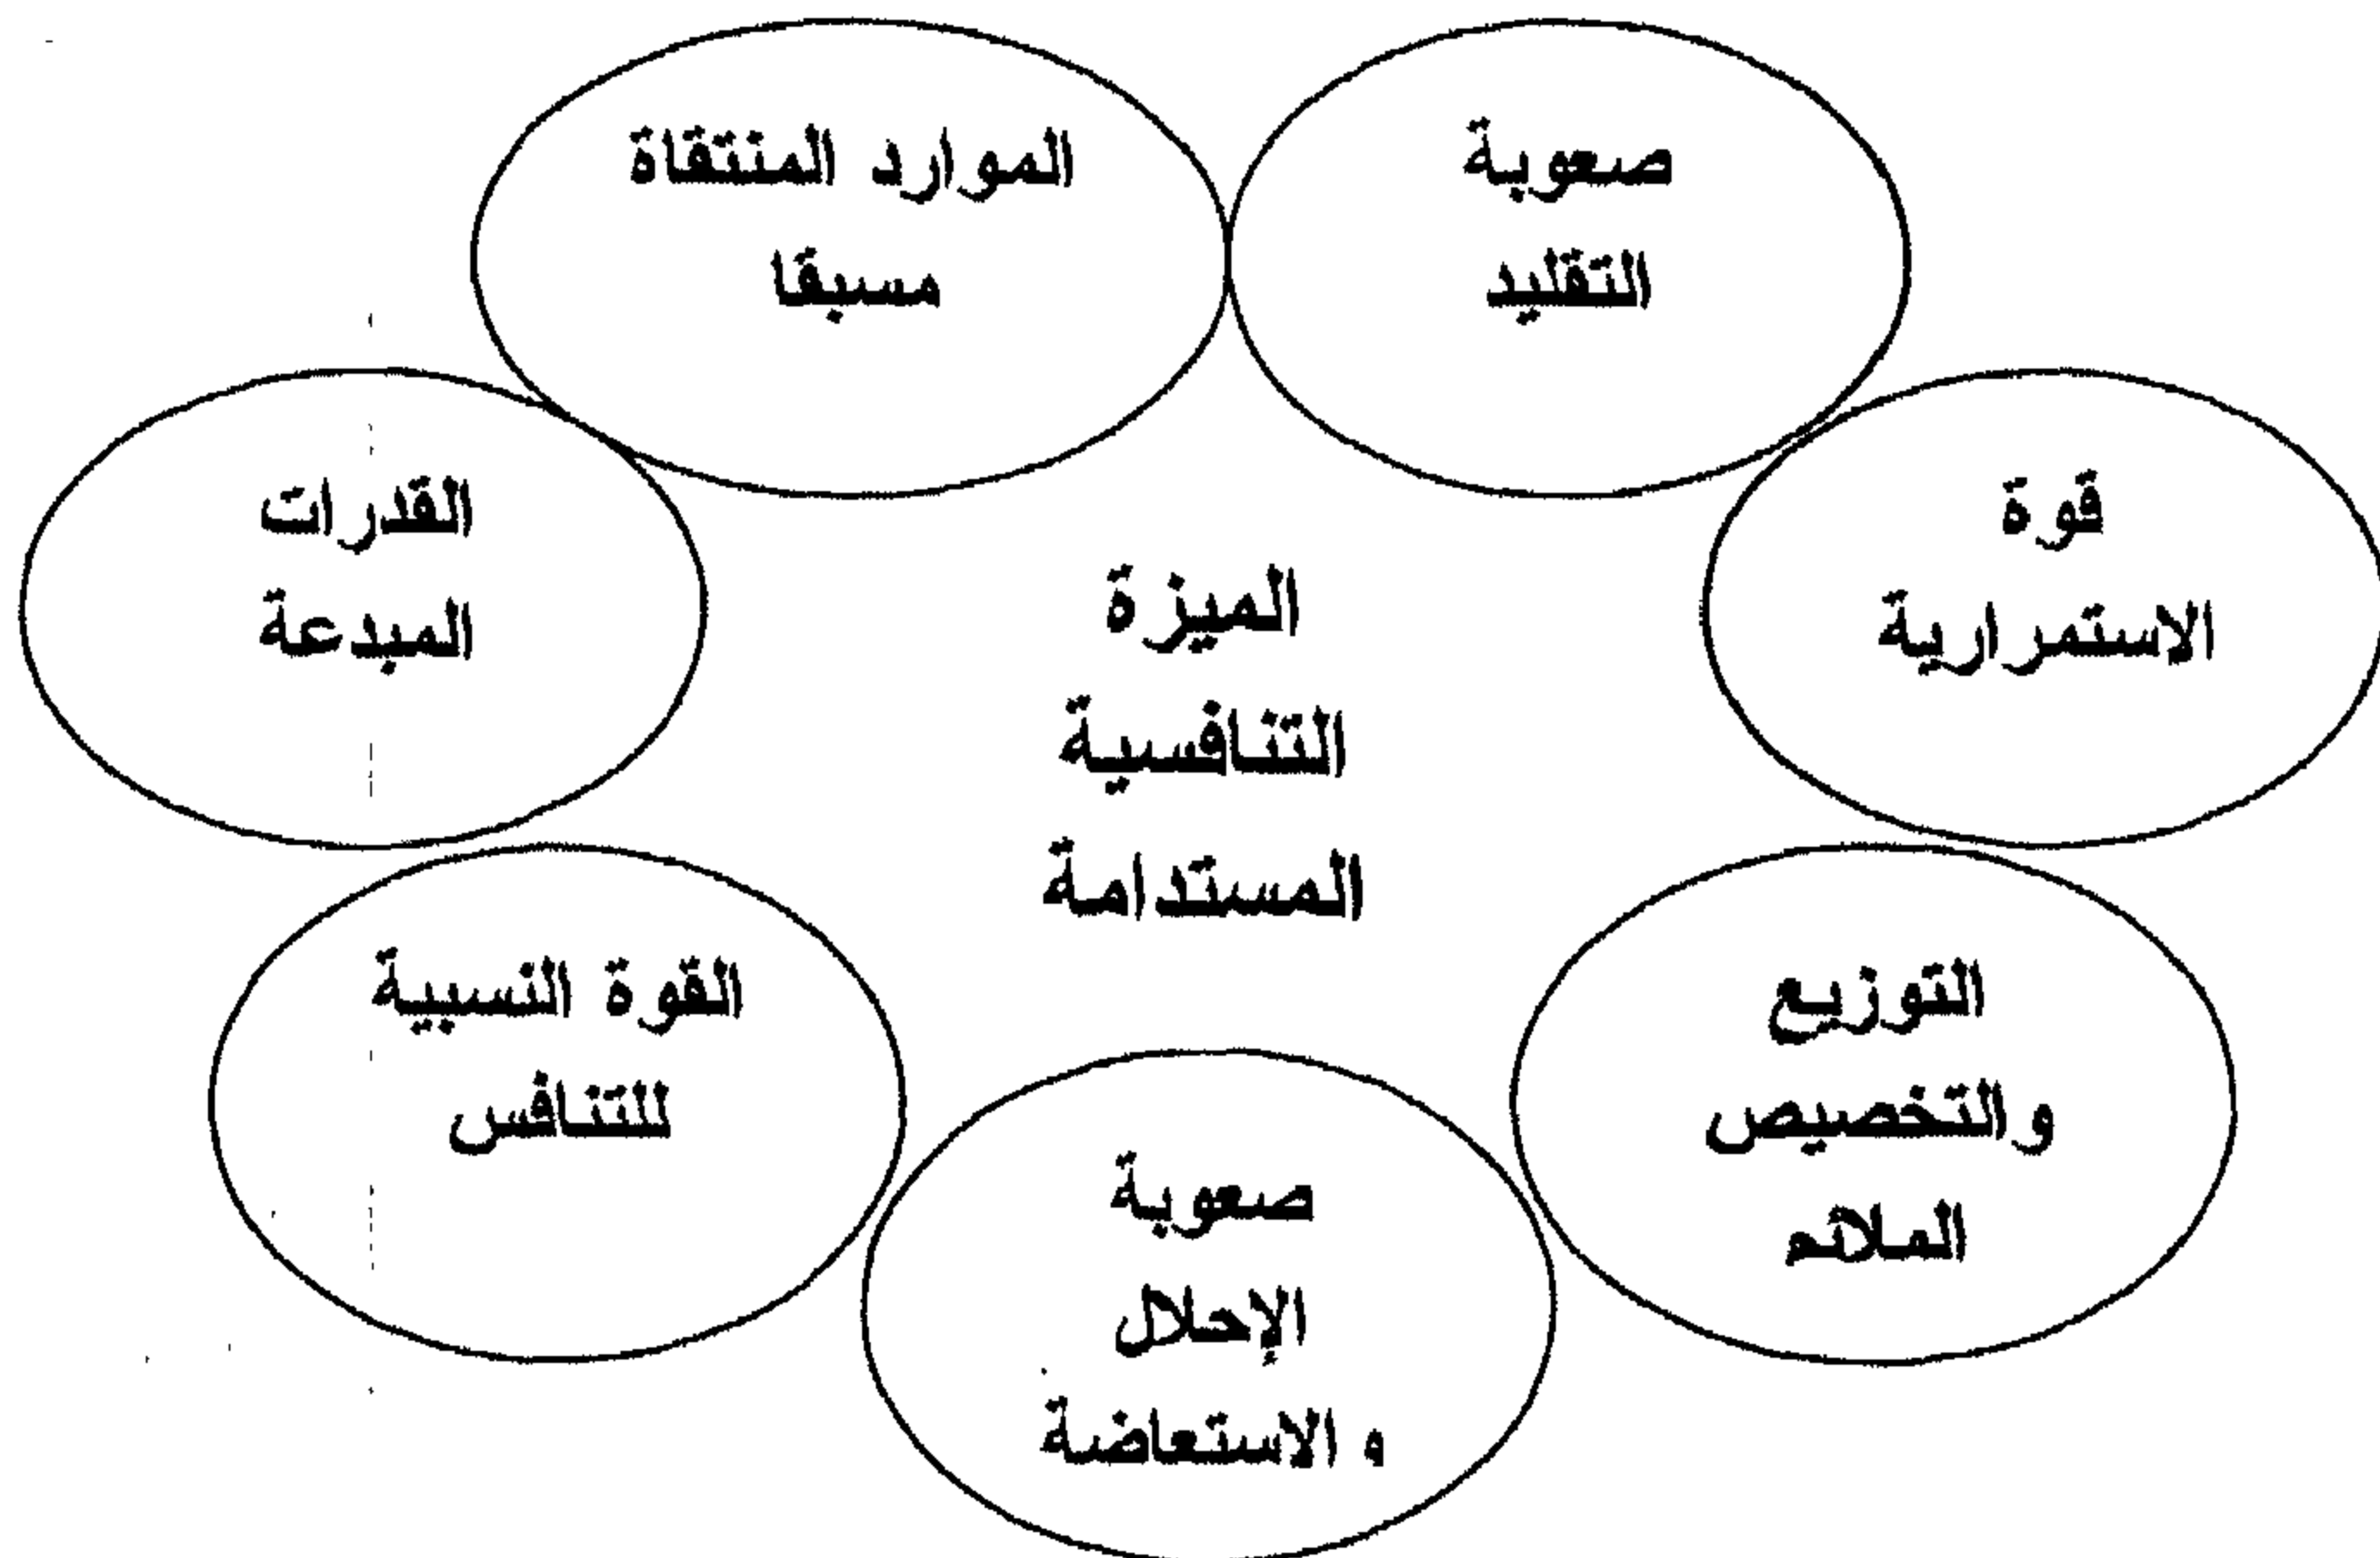 صعوبة
التقليد
الموارد المنتقاة
مسبقا
قوة
الاستمرارية
القدرات
المبدعة
الميزة
التنافسية
المستدامة
التوزيع
والتخصيص
الملائم
القوة النسبية
للتنافس
صعوبة
الإحلال
والاستعاضة